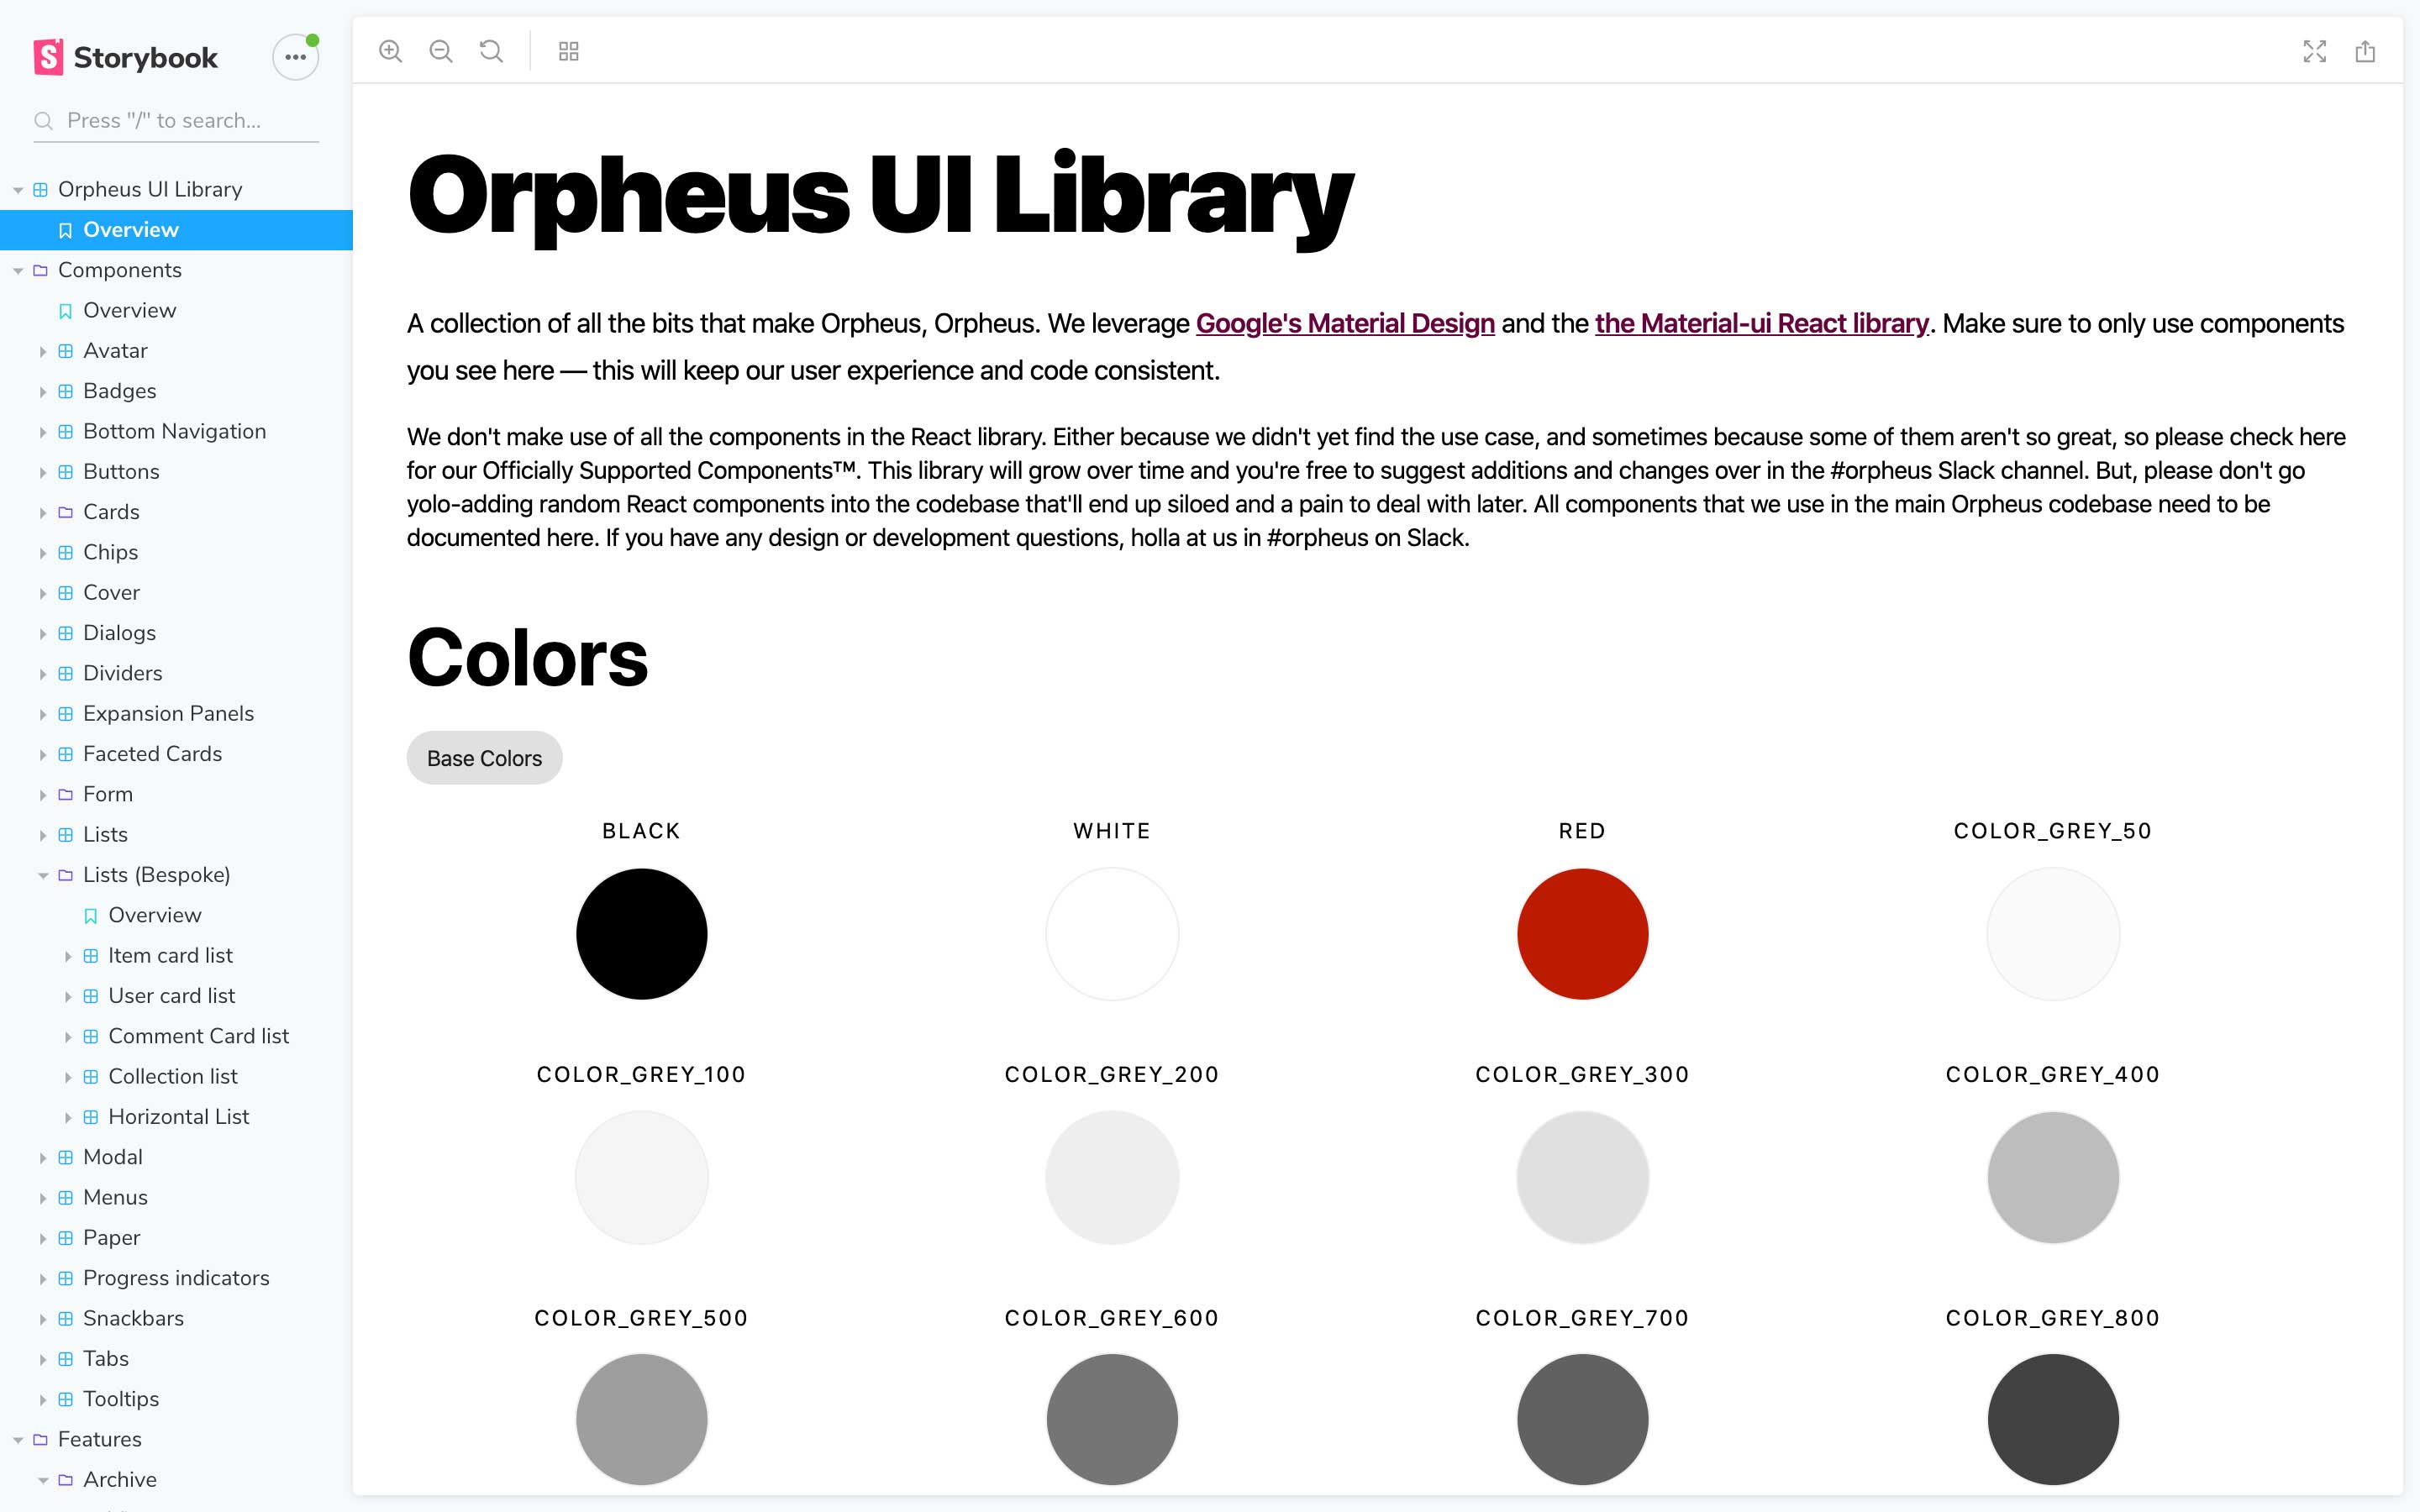 Storybook
Press "/" to search...
Orpheus UI Library
Overview
Components
Overview
Avatar
Badges
Bottom Navigation
Buttons
Cards
Chips
Cover
Dialogs
Dividers
Expansion Panels
Faceted Cards
Form
Lists
Lists (Bespoke)
Overview
Item card list
User card list
Comment Card list
Collection list
Horizontal List
Modal
Menus
Paper
Progress indicators
Snackbars
Tabs
Tooltips
Features
Archive
Orpheus UI Library
A collection of all the bits that make Orpheus, Orpheus. We leverage Google's Material Design and the the Material-ui React library. Make sure to only use components
you see here — this will keep our user experience and code consistent.
We don't make use of all the components in the React library. Either because we didn't yet find the use case, and sometimes because some of them aren't so great, so please check here
for our Officially Supported Components™. This library will grow over time and you're free to suggest additions and changes over in the #orpheus Slack channel. But, please don't go
yolo-adding random React components into the codebase that'll end up siloed and a pain to deal with later. All components that we use in the main Orpheus codebase need to be
documented here. If you have any design or development questions, holla at us in #orpheus on Slack.
Colors
Base Colors
BLACK WHITE RED COLOR_GREY_50
COLOR_GREY_100 COLOR_GREY_200 COLOR_GREY_300 COLOR_GREY_400
COLOR_GREY_500 COLOR_GREY_600 COLOR_GREY_700 COLOR_GREY_800